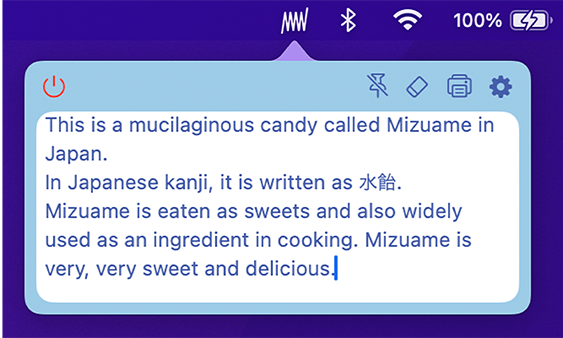 100%
This is a mucilaginous candy called Mizuame in
Japan.
In Japanese kanji, it is written as 水飴.
Mizuame is eaten as sweets and also widely
used as an ingredient in cooking. Mizuame is
very, very sweet and delicious.